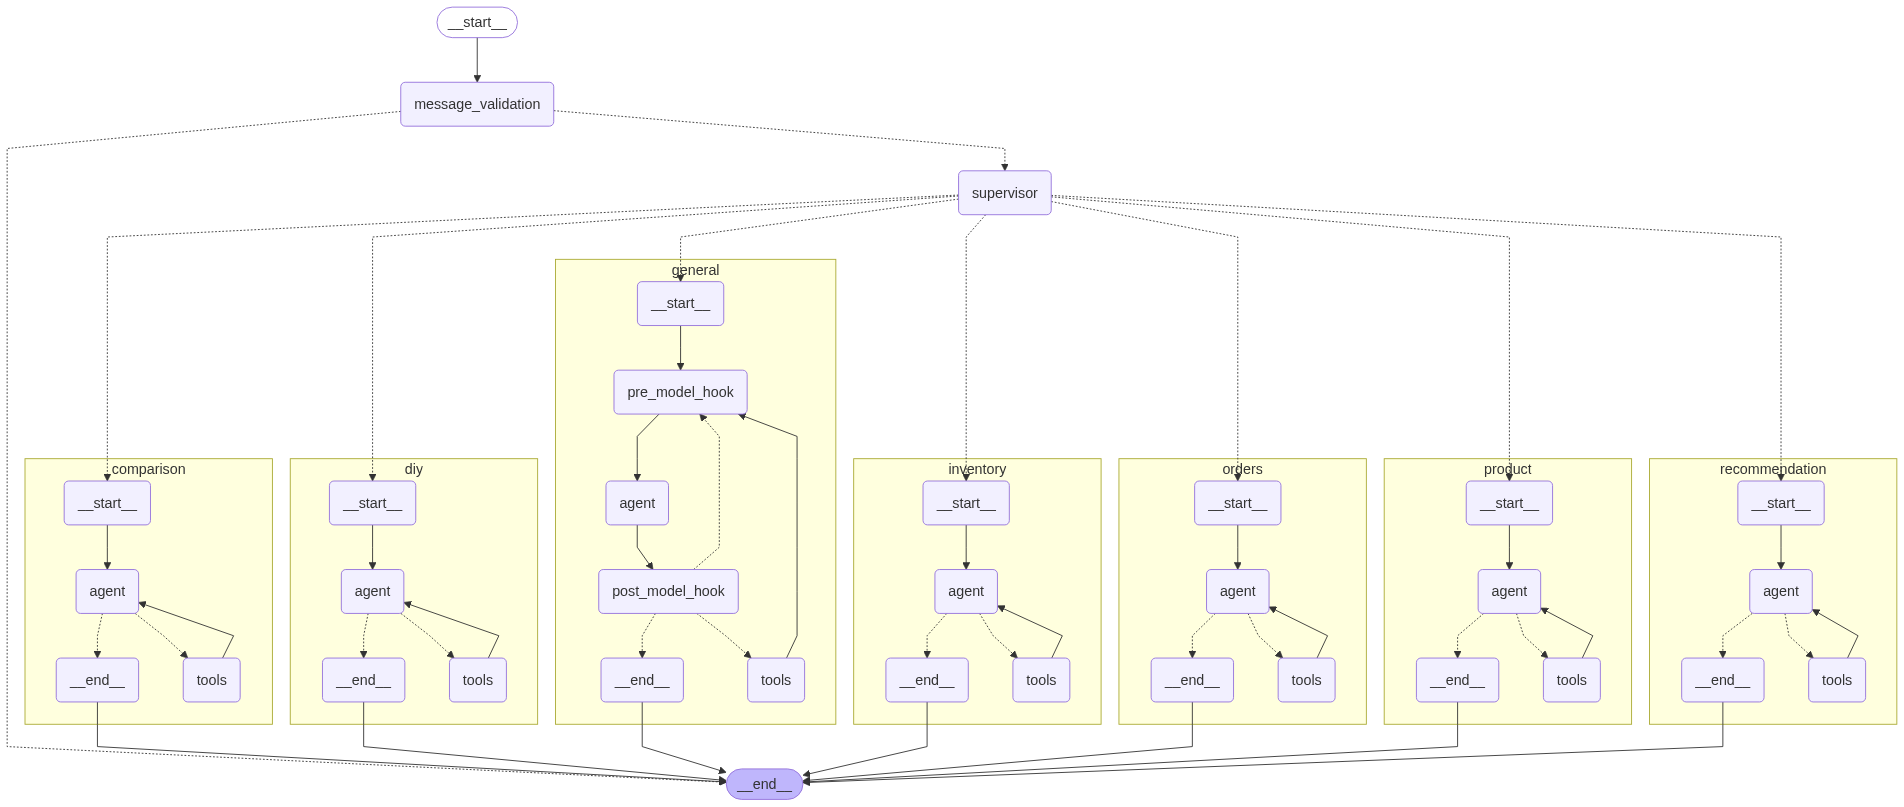 __start__
message_validation
supervisor
general
__start__
pre_model_hook
agent
post_model_hook
__end__
tools
comparison
__start__
agent
__end__
tools
diy
__start__
agent
__end__
tools
inventory
__start__
agent
__end__
tools
orders
__start__
agent
__end__
tools
product
__start__
agent
__end__
tools
recommendation
__start__
agent
__end__
tools
__end__